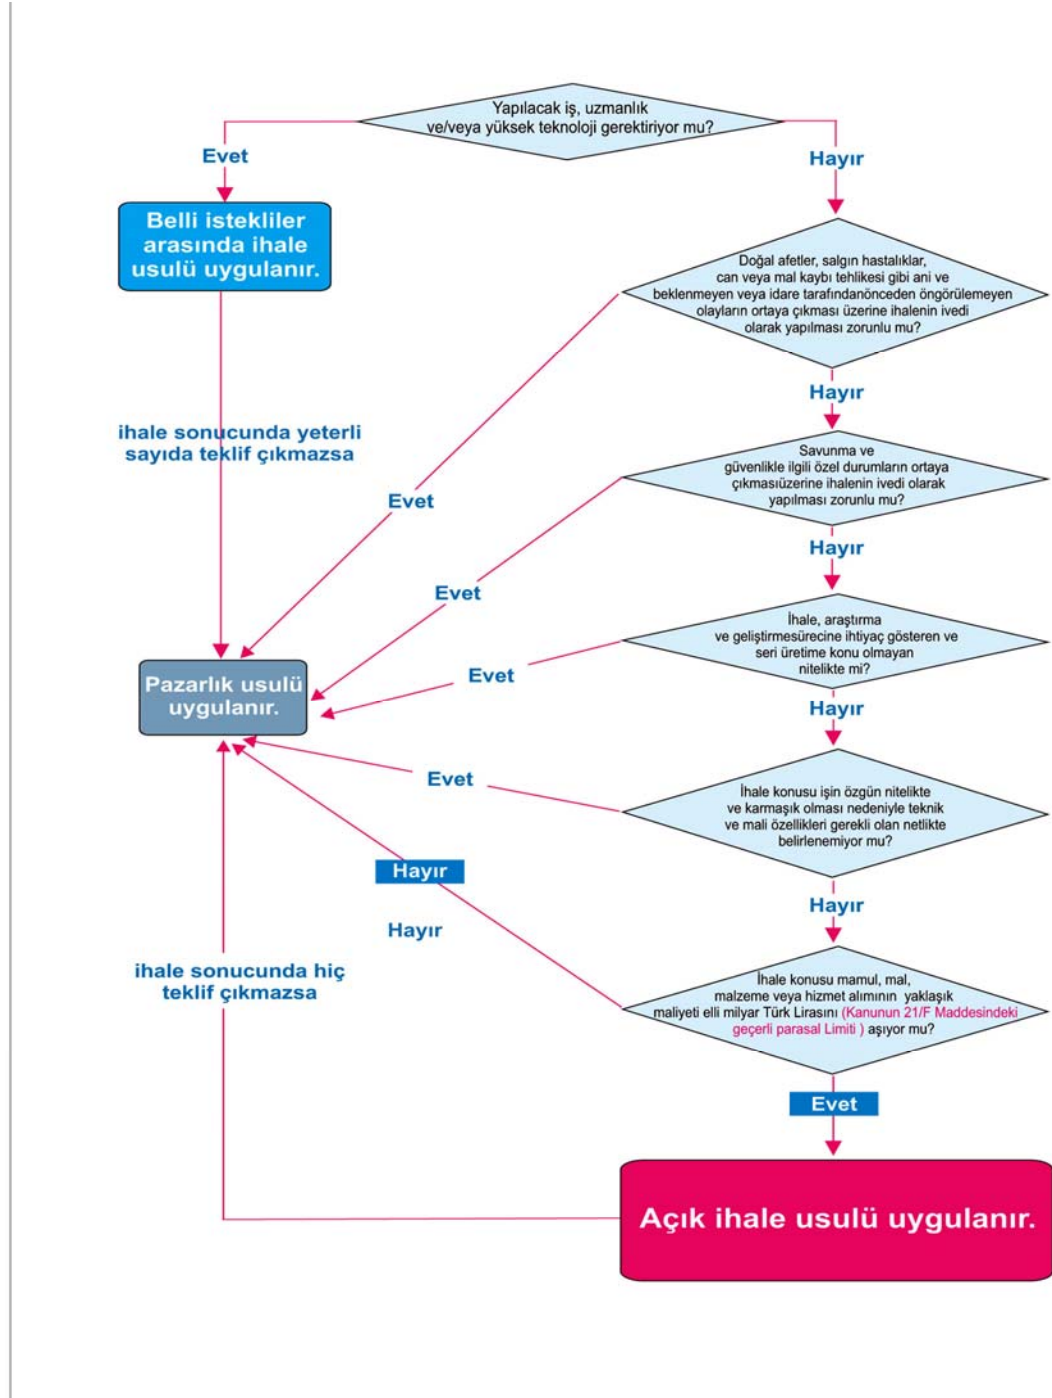 Yapılacak iş, uzmanlık
ve/veya yüksek teknoloji gerektiriyor mu?
Evet
Hayır
Belli istekliler
arasında ihale
usulü uygulanır.
Doğal afetler, salgın hastalıklar,
can veya mal kaybı tehlikesi gibi ani ve
beklenmeyen veya idare tarafındanönceden öngörülemeyen
olayların ortaya çıkması üzerine ihalenin ivedi
olarak yapılması zorunlu mu?
Hayır
ihale sonucunda yeterli
sayıda teklif çıkmazsa
Savunma ve
güvenlikle ilgili özel durumların ortaya
çıkmasıüzerine ihalenin ivedi olarak
yapılması zorunlu mu?
Evet
Hayır
Evet
İhale, araştırma
ve geliştirmesürecine ihtiyaç gösteren ve
seri üretime konu olmayan
nitelikte mi?
Evet
Pazarlık usulü
uygulanır.
Hayır
Evet
İhale konusu işin özgün nitelikte
ve karmaşık olması nedeniyle teknik
ve mali özellikleri gerekli olan netlikte
belirlenemiyor mu?
Hayır
Hayır
Hayır
ihale sonucunda hiç
teklif çıkmazsa
İhale konusu mamul, mal,
malzeme veya hizmet alımının yaklaşık
maliyeti elli milyar Türk Lirasını (Kanunun 21/F Maddesindeki
geçerli parasal Limiti ) aşıyor mu?
Evet
Açık ihale usulü uygulanır.